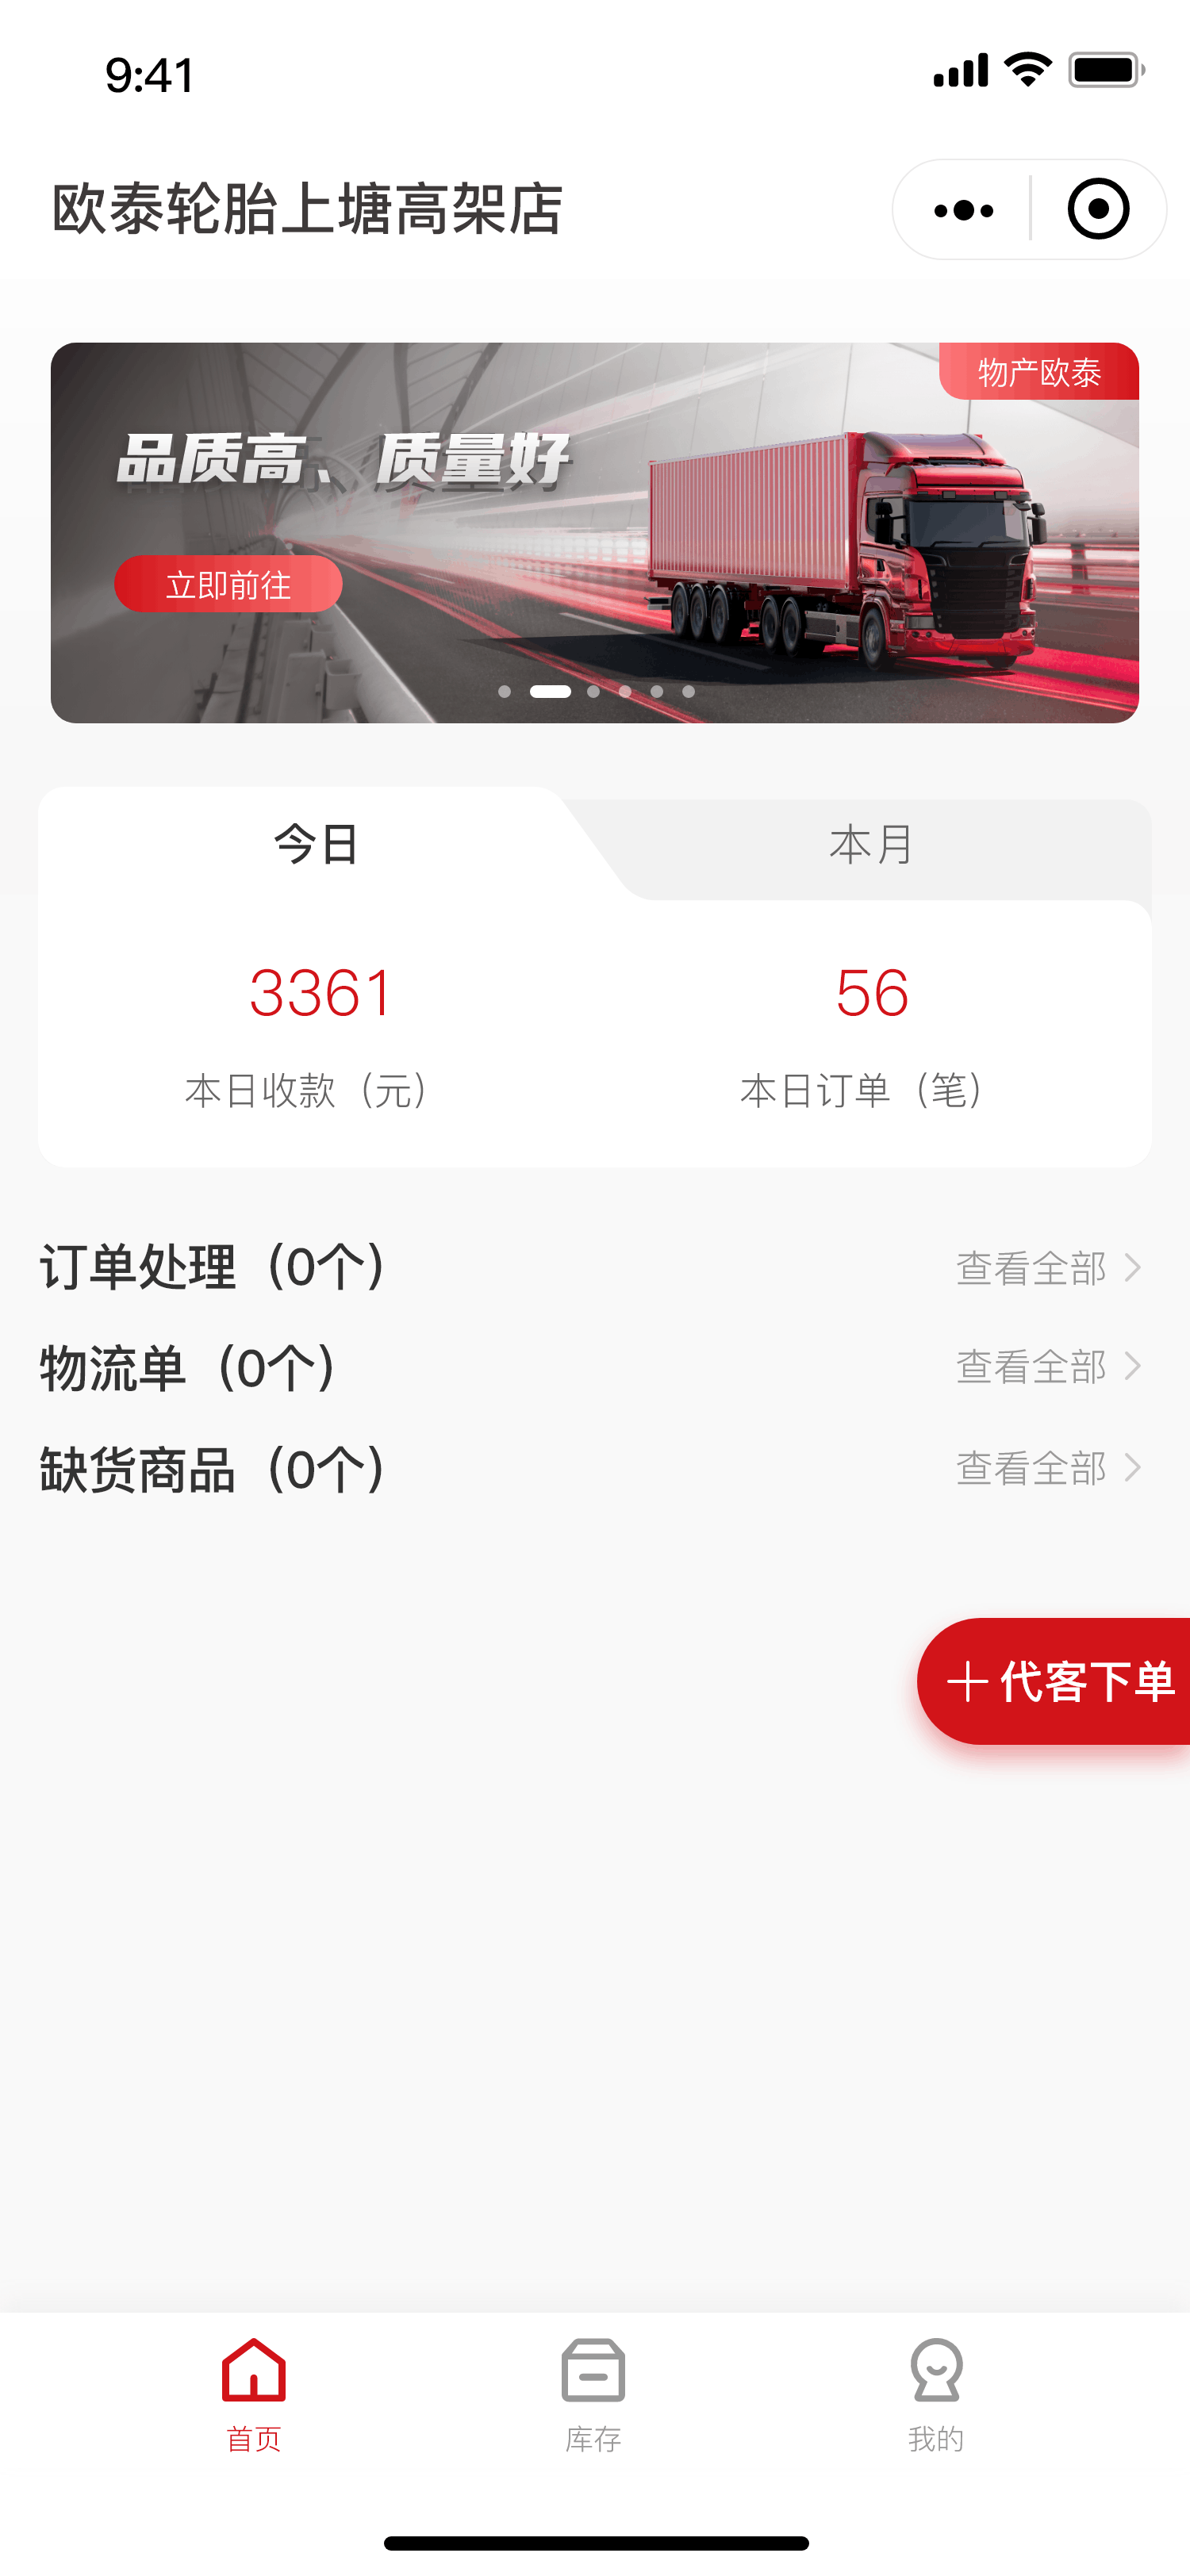 9:41
欧泰轮胎上塘高架店
物产欧泰
品质高、质量好
立即前往
今日
本月
3361
56
本日收款（元）
本日订单（笔）
订单处理（0个）
查看全部
物流单（0个）
查看全部
缺货商品（0个）
查看全部
代客下单
首页
库存
我的